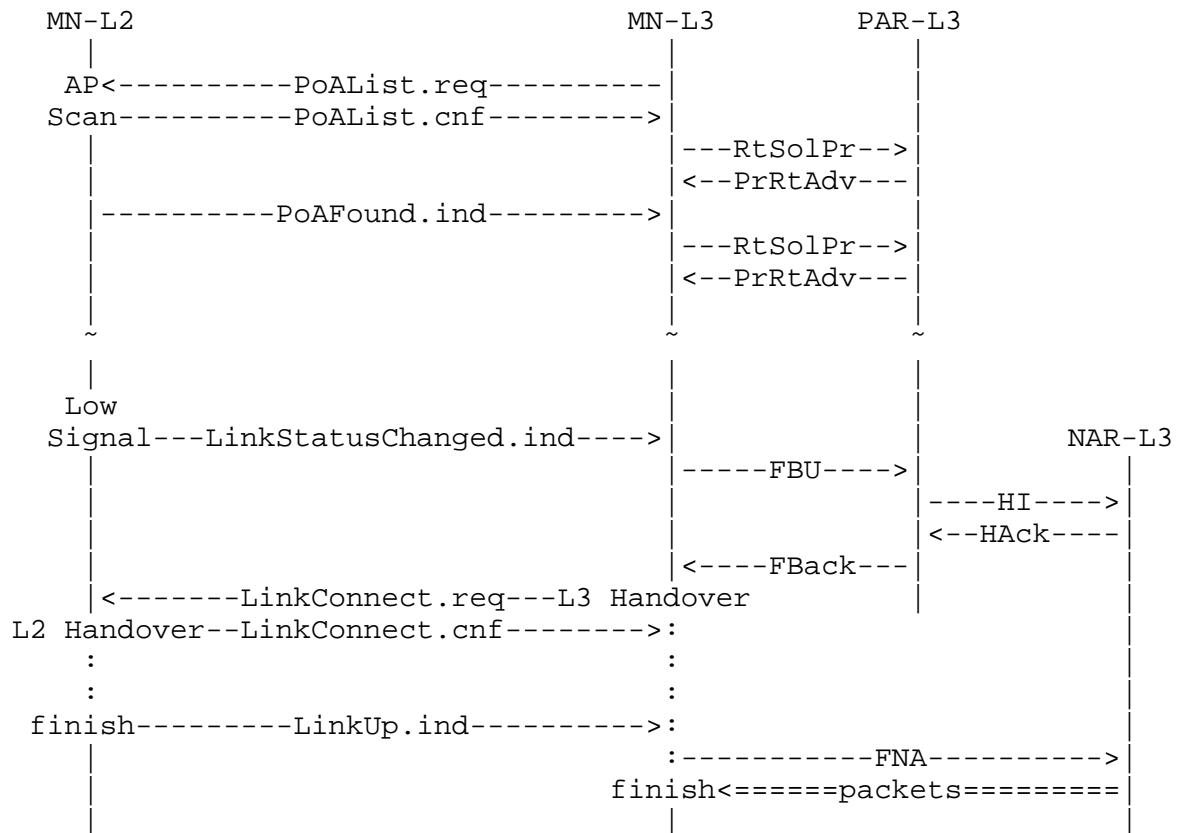 MN-L2                             MN-L3         PAR-L3
AP<----------PoAList.req----------|
Scan----------PoAList.cnf--------->|
|---RtSolPr-->|
|<--PrRtAdv---|
|----------PoAFound.ind--------->|
|---RtSolPr-->|
|<--PrRtAdv---|
~                                 ~              ~
Low
Signal---LinkStatusChanged.ind---->|                       NAR-L3
|-----FBU---->|
|----HI---->|
|<--HAck----|
|<----FBack---|
|<-------LinkConnect.req---L3 Handover
L2 Handover--LinkConnect.cnf-------->:
:                                 :
:                                 :
finish---------LinkUp.ind---------->:
:-----------FNA---------->|
finish<======packets=========|